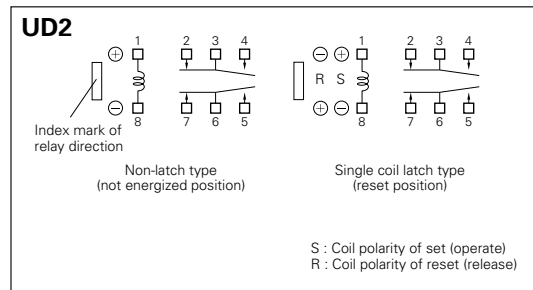 UD2
1 2 3 4
+
−
8 7 6 5
Index mark of
relay direction
Non-latch type
(not energized position)
− + 1 2 3 4
R S
+ − 8 7 6 5
Single coil latch type
(reset position)
S : Coil polarity of set (operate)
R : Coil polarity of reset (release)